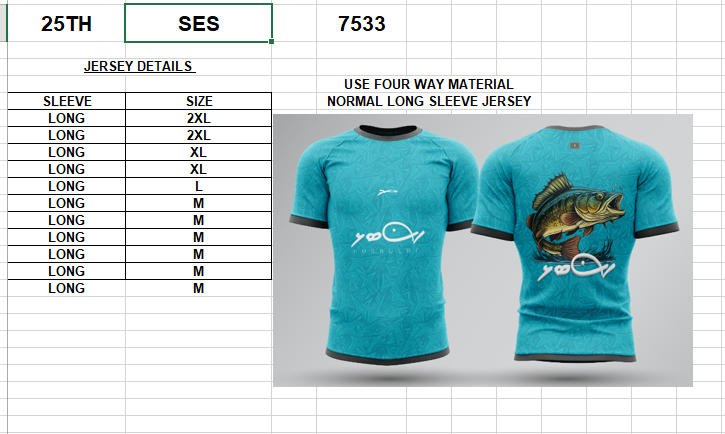 25TH SES 7533
JERSEY DETAILS
USE FOUR WAY MATERIAL
NORMAL LONG SLEEVE JERSEY
SLEEVE SIZE
LONG 2XL
LONG 2XL
LONG XL
LONG XL
LONG L
LONG M
LONG M
LONG M
LONG M
LONG M
LONG M